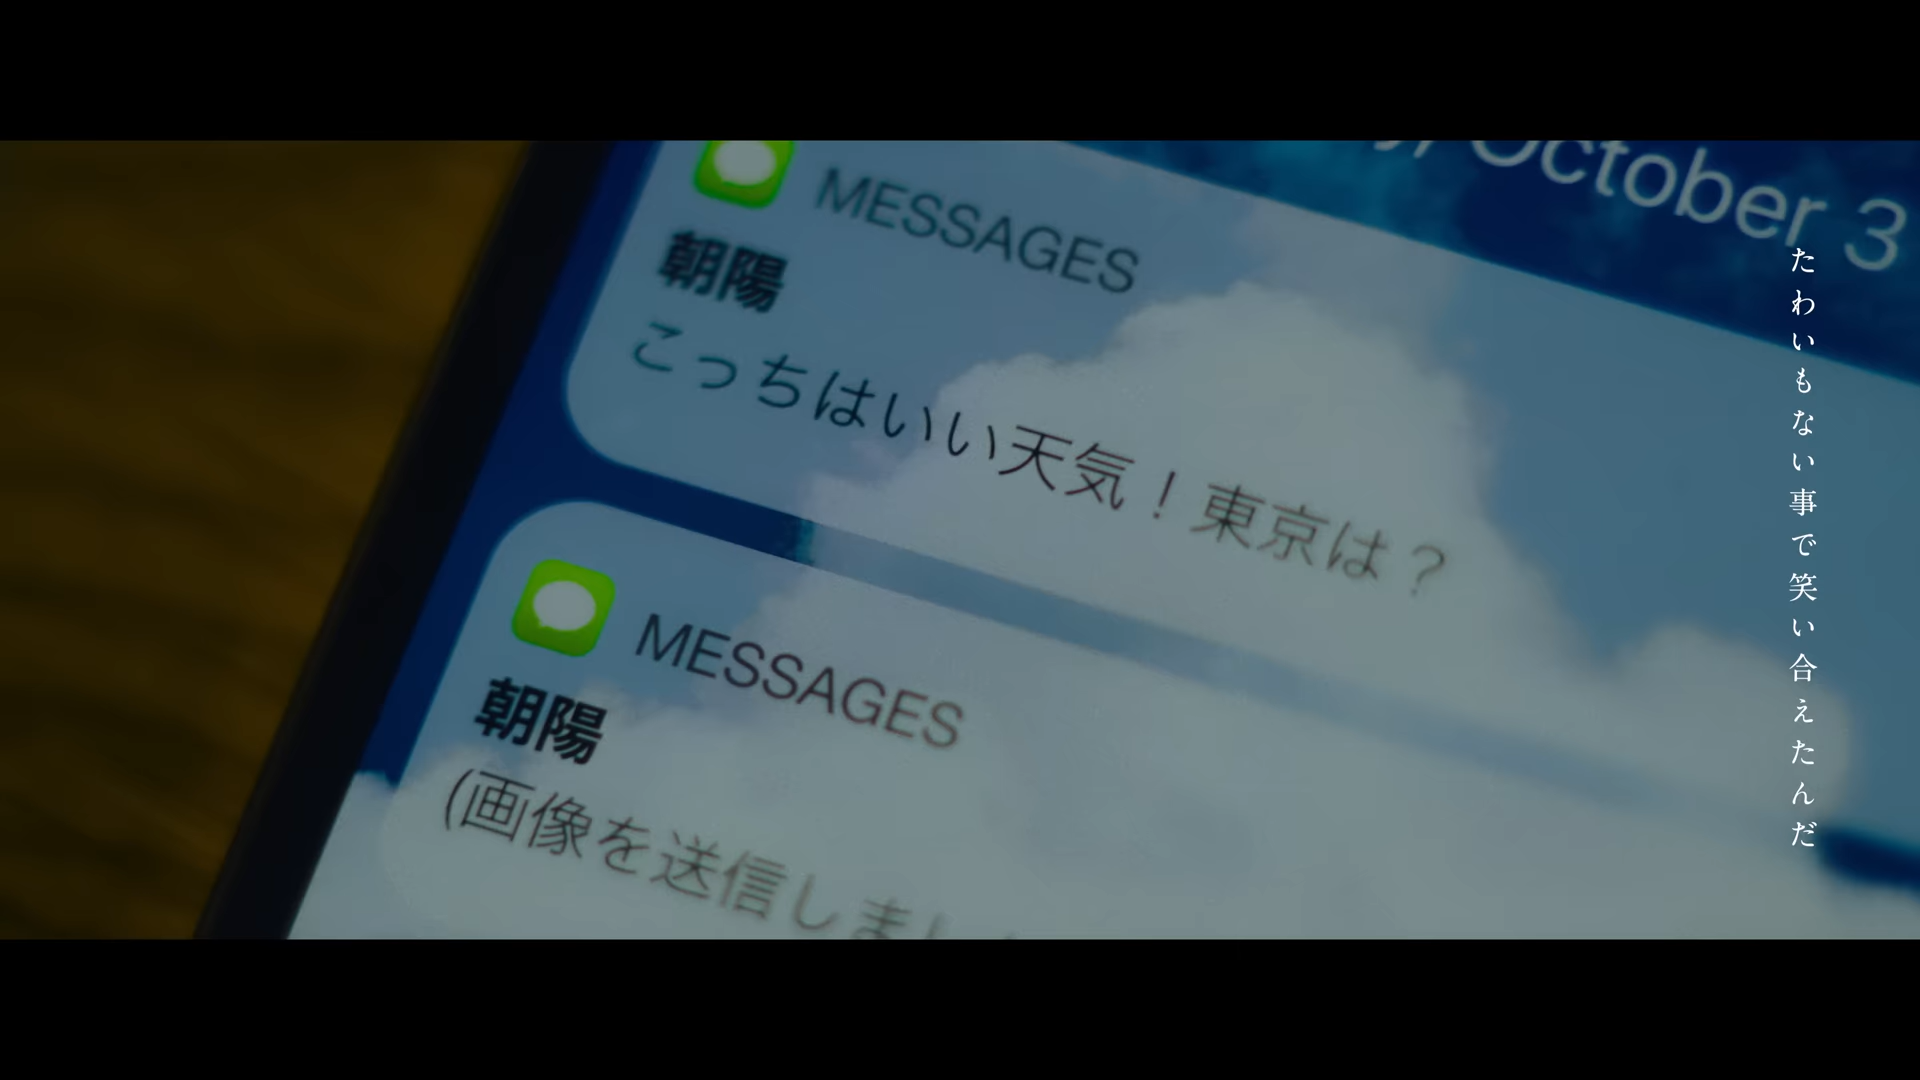 October 3
MESSAGES
朝陽
こっちはいい天気！東京は？
MESSAGES
朝陽
(画像を送信しまし
たわいもない事で笑い合えたんだ